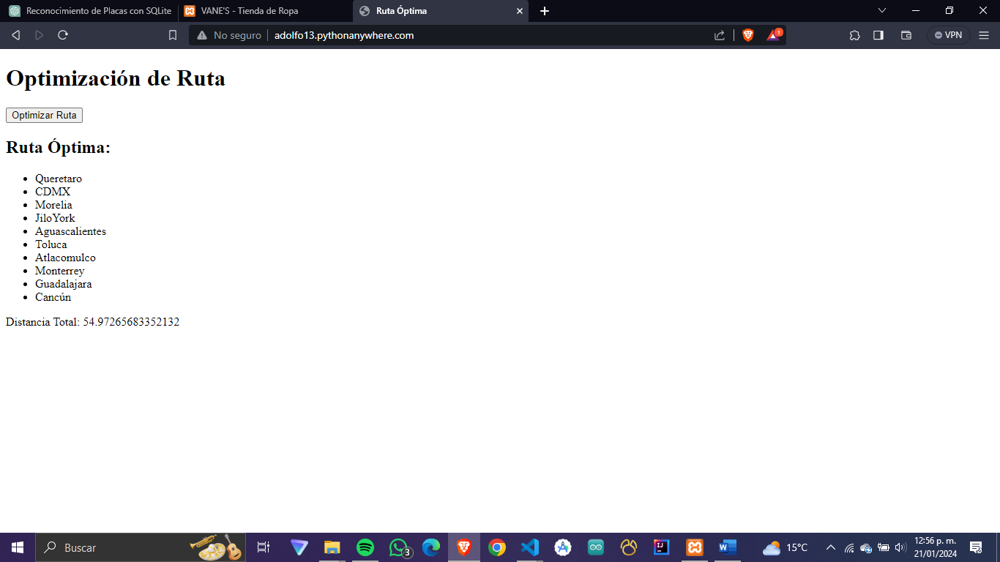 Reconocimiento de Placas con SQLite
VANE'S - Tienda de Ropa
Ruta Óptima
No seguro
adolfo13.pythonanywhere.com
1
VPN
Optimización de Ruta
Optimizar Ruta
Ruta Óptima:
Queretaro
CDMX
Morelia
JiloYork
Aguascalientes
Toluca
Atlacomulco
Monterrey
Guadalajara
Cancún
Distancia Total: 54.97265683352132
Buscar
3
IJ
W
15°C
12:56 p. m.
21/01/2024